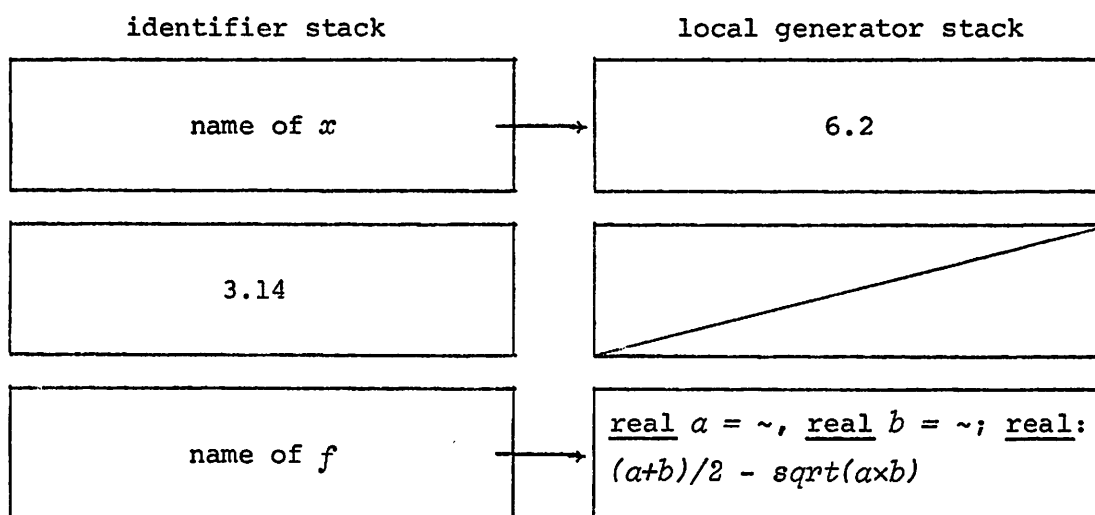 identifier stack local generator stack
name of x 6.2
3.14
name of f real a = ~, real b = ~; real:
(a+b)/2 - sqrt(a×b)